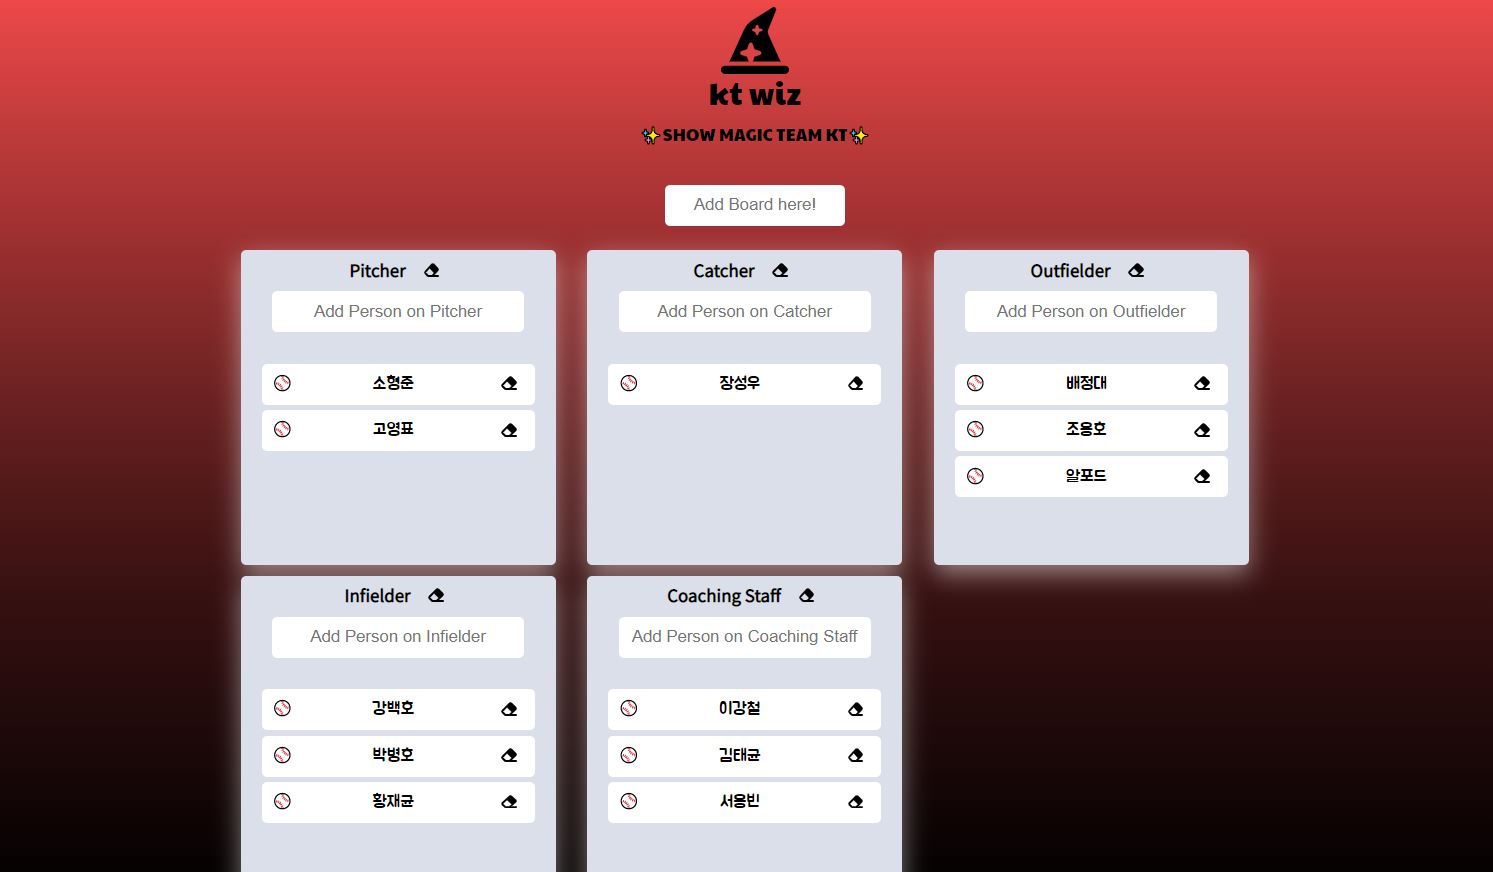 kt wiz
✨SHOW MAGIC TEAM KT✨
Add Board here!
Pitcher
Add Person on Pitcher
소형준
고영표
Catcher
Add Person on Catcher
장성우
Outfielder
Add Person on Outfielder
배정대
조용호
알포드
Infielder
Add Person on Infielder
강백호
박병호
황재균
Coaching Staff
Add Person on Coaching Staff
이강철
김태균
서용빈